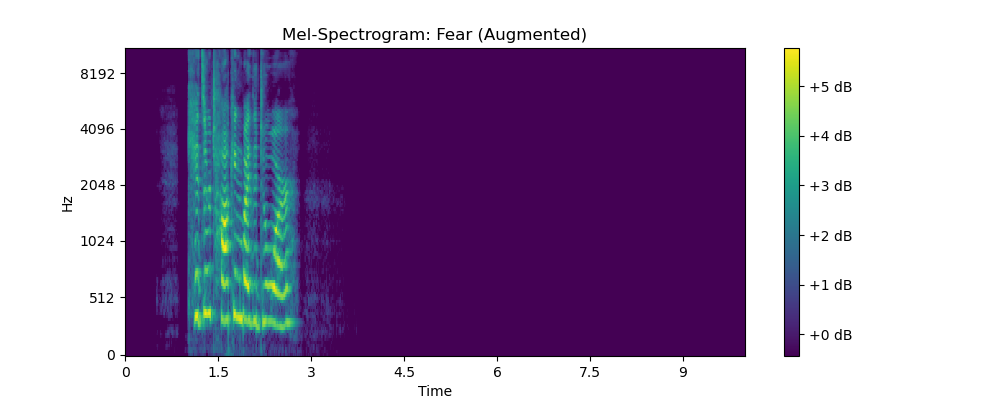 Mel-Spectrogram: Fear (Augmented)
Hz
8192
4096
2048
1024
512
0
0 1.5 3 4.5 6 7.5 9
Time
+5 dB
+4 dB
+3 dB
+2 dB
+1 dB
+0 dB